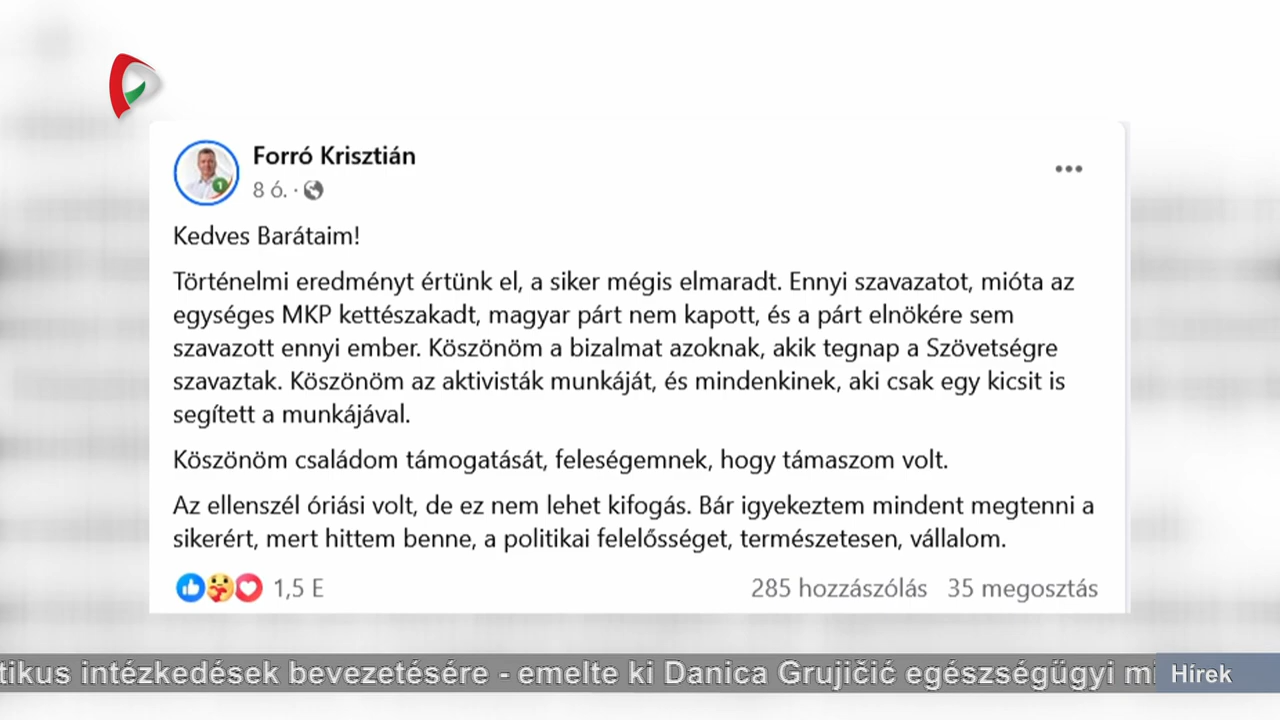 Forró Krisztián
8 ó. ·
Kedves Barátaim!
Történelmi eredményt értünk el, a siker mégis elmaradt. Ennyi szavazatot, mióta az
egységes MKP kettészakadt, magyar párt nem kapott, és a párt elnökére sem
szavazott ennyi ember. Köszönöm a bizalmat azoknak, akik tegnap a Szövetségre
szavaztak. Köszönöm az aktivisták munkáját, és mindenkinek, aki csak egy kicsit is
segített a munkájával.
Köszönöm családom támogatását, feleségemnek, hogy támaszom volt.
Az ellenszél óriási volt, de ez nem lehet kifogás. Bár igyekeztem mindent megtenni a
sikerért, mert hittem benne, a politikai felelősséget, természetesen, vállalom.
1,5 E 285 hozzászólás 35 megosztás
tikus intézkedések bevezetésére - emelte ki Danica Grujičić egészségügyi mi Hírek